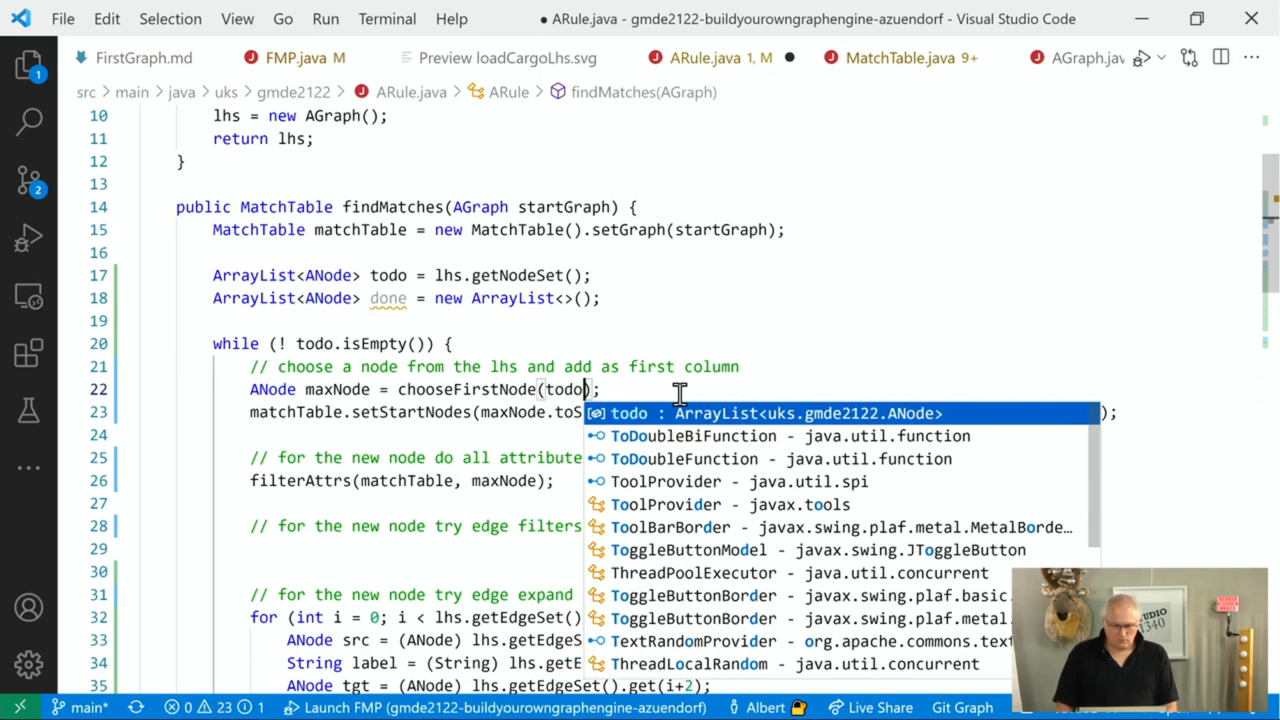 File Edit Selection View Go Run Terminal Help ● ARule.java - gmde2122-buildyourowngraphengine-azuendorf - Visual Studio Code
FirstGraph.md FMP.java M Preview loadCargoLhs.svg ARule.java 1, M MatchTable.java 9+ AGraph.jav
src > main > java > uks > gmde2122 > ARule.java > ARule > findMatches(AGraph)
10 lhs = new AGraph();
11 return lhs;
12 }
13
14 public MatchTable findMatches(AGraph startGraph) {
15 MatchTable matchTable = new MatchTable().setGraph(startGraph);
16
17 ArrayList<ANode> todo = lhs.getNodeSet();
18 ArrayList<ANode> done = new ArrayList<>();
19
20 while (! todo.isEmpty()) {
21 // choose a node from the lhs and add as first column
22 ANode maxNode = chooseFirstNode(todo);
23 matchTable.setStartNodes(maxNode.toS );
todo : ArrayList<uks.gmde2122.ANode>
24
ToDoubleBiFunction - java.util.function
25 // for the new node do all attribute
ToDoubleFunction - java.util.function
26 filterAttrs(matchTable, maxNode);
ToolProvider - java.util.spi
27
ToolProvider - javax.tools
28 // for the new node try edge filters
ToolBarBorder - javax.swing.plaf.metal.MetalBorde...
29
ToggleButtonModel - javax.swing.JToggleButton
30
ThreadPoolExecutor - java.util.concurrent
31 // for the new node try edge expand
ToggleButtonBorder - javax.swing.plaf.basic.
32 for (int i = 0; i < lhs.getEdgeSet()
ToggleButtonBorder - javax.swing.plaf.metal.
33 ANode src = (ANode) lhs.getEdgeS
TextRandomProvider - org.apache.commons.text
34 String label = (String) lhs.getE
ThreadLocalRandom - java.util.concurrent
35 ANode tgt = (ANode) lhs.getEdgeSet().get(i+2);
1
2
main* 0 23 1 Launch FMP (gmde2122-buildyourowngraphengine-azuendorf) Albert Live Share Git Graph
STUDIO
1340